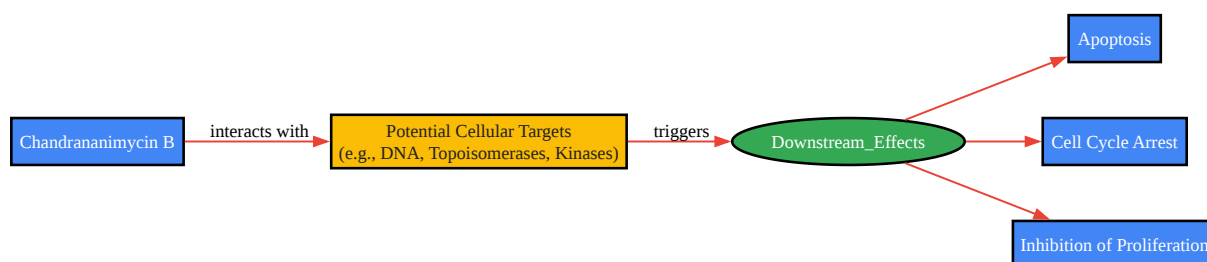 Apoptosis
Chandrananimycin B
interacts with
Potential Cellular Targets
(e.g., DNA, Topoisomerases, Kinases)
triggers
Downstream_Effects
Cell Cycle Arrest
Inhibition of Proliferation